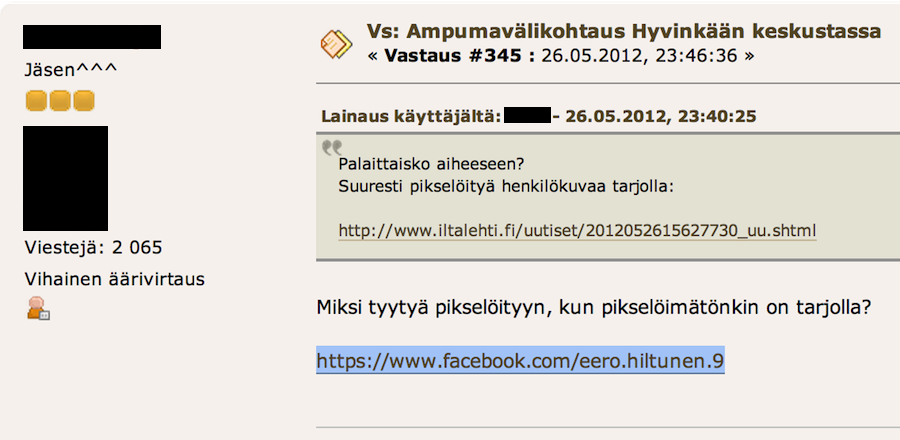 Jäsen^^^
Viestejä: 2 065
Vihainen äärivirtaus
Vs: Ampumavälikohtaus Hyvinkään keskustassa
« Vastaus #345 : 26.05.2012, 23:46:36 »
Lainaus käyttäjältä: - 26.05.2012, 23:40:25
Palaittaisko aiheeseen?
Suuresti pikselöityä henkilökuvaa tarjolla:
http://www.iltalehti.fi/uutiset/2012052615627730_uu.shtml
Miksi tyytyä pikselöityyn, kun pikselöimätönkin on tarjolla?
https://www.facebook.com/eero.hiltunen.9